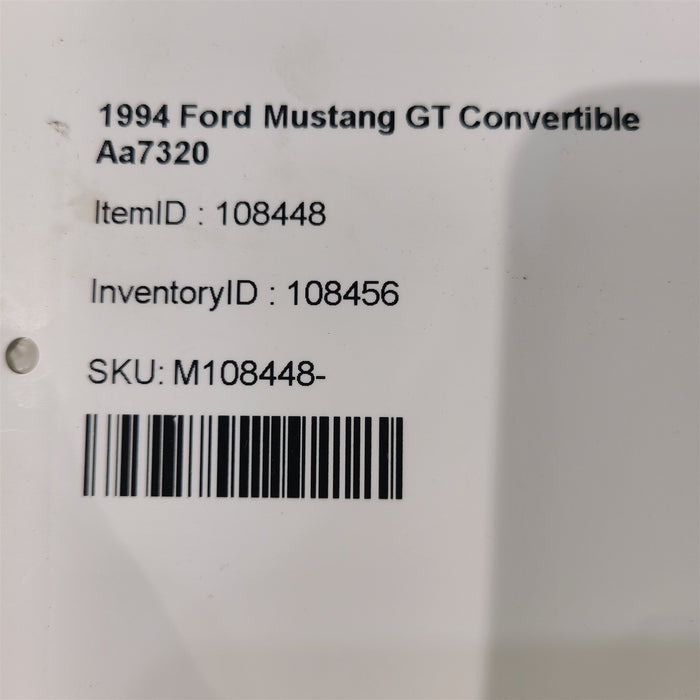 1994 Ford Mustang GT Convertible
Aa7320
ItemID : 108448
InventoryID : 108456
SKU: M108448-